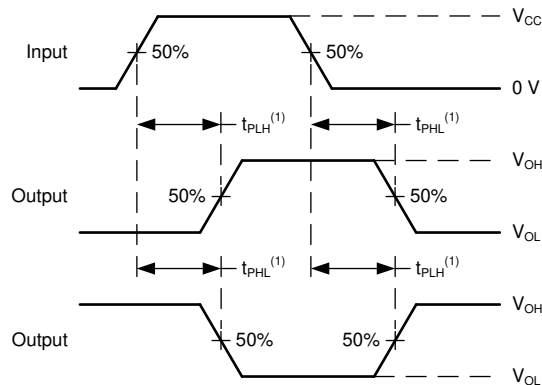 V_CC
Input 50% 50%
0 V
t_PLH^(1) t_PHL^(1)
V_OH
Output 50% 50%
V_OL
t_PHL^(1) t_PLH^(1)
V_OH
Output 50% 50%
V_OL